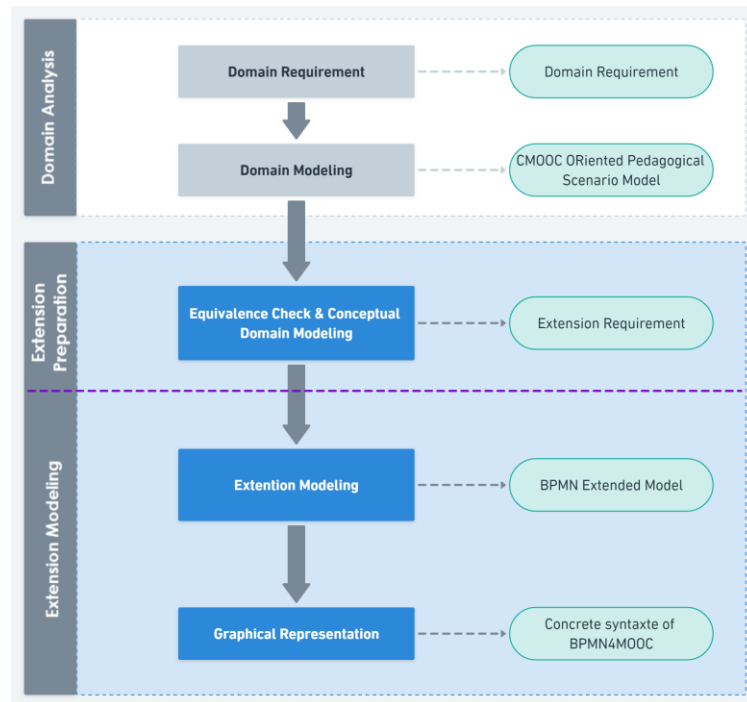 Domain Analysis
Domain Requirement
Domain Requirement
Domain Modeling
CMOOC ORiented Pedagogical
Scenario Model
Extension
Preparation
Equivalence Check & Conceptual
Domain Modeling
Extension Requirement
Extension Modeling
Extention Modeling
BPMN Extended Model
Graphical Representation
Concrete syntaxte of
BPMN4MOOC